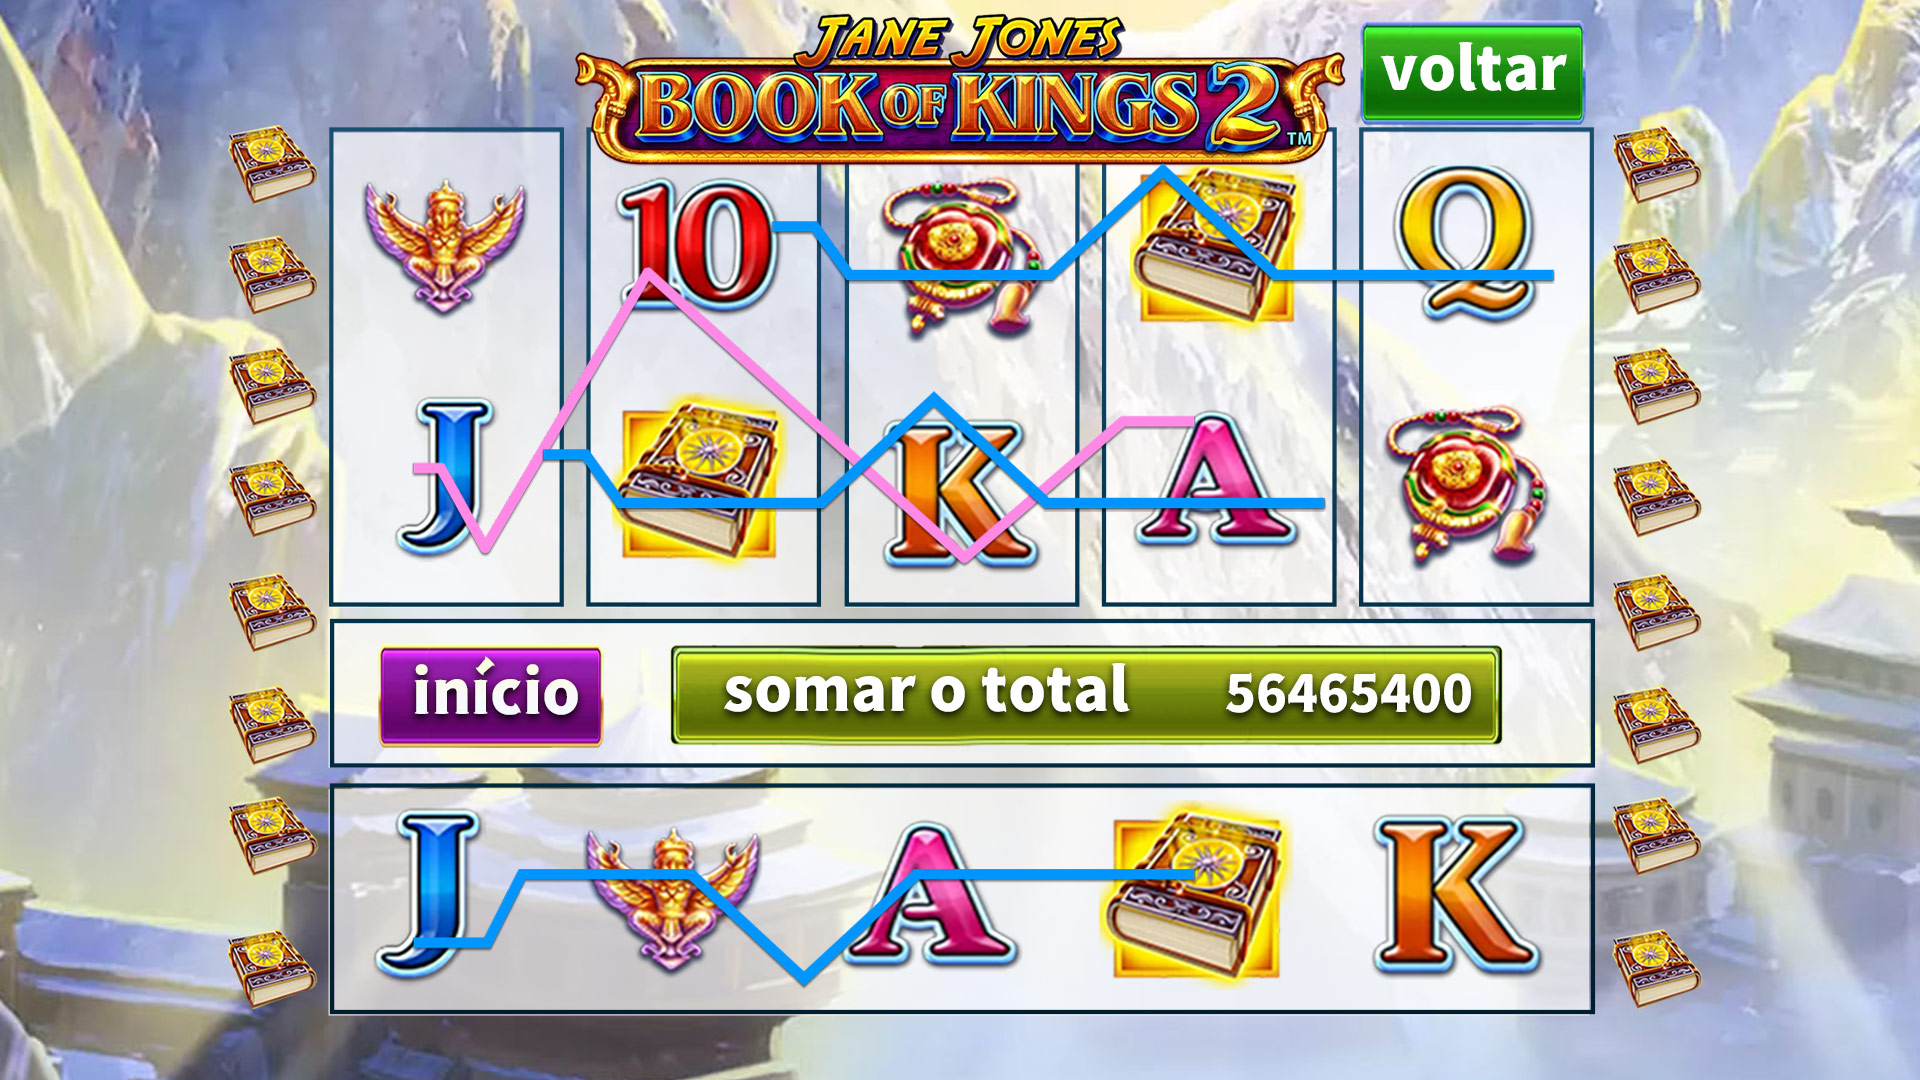 JANE JONES
BOOK OF KINGS 2™
voltar
10
Q
J
K
A
início
somar o total 56465400
J
A
K